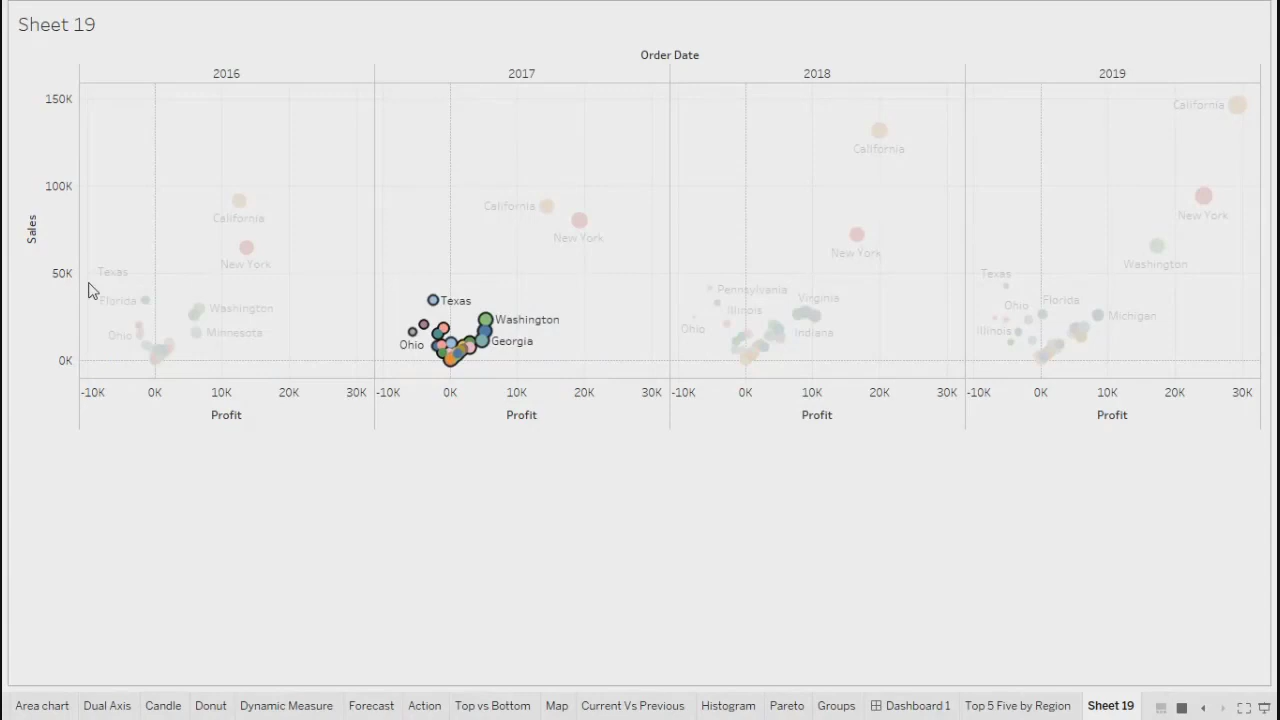 Sheet 19
Order Date
2016 2017 2018 2019
150K
100K
50K
0K
Sales
California
New York
Texas
Florida
Washington
Ohio
Minnesota
California
New York
Texas
Washington
Ohio
Georgia
California
New York
Pennsylvania
Virginia
Illinois
Ohio
Indiana
California
New York
Washington
Texas
Ohio
Florida
Illinois
Michigan
-10K 0K 10K 20K 30K -10K 0K 10K 20K 30K -10K 0K 10K 20K 30K -10K 0K 10K 20K 30K
Profit Profit Profit Profit
Area chart Dual Axis Candle Donut Dynamic Measure Forecast Action Top vs Bottom Map Current Vs Previous Histogram Pareto Groups Dashboard 1 Top 5 Five by Region Sheet 19